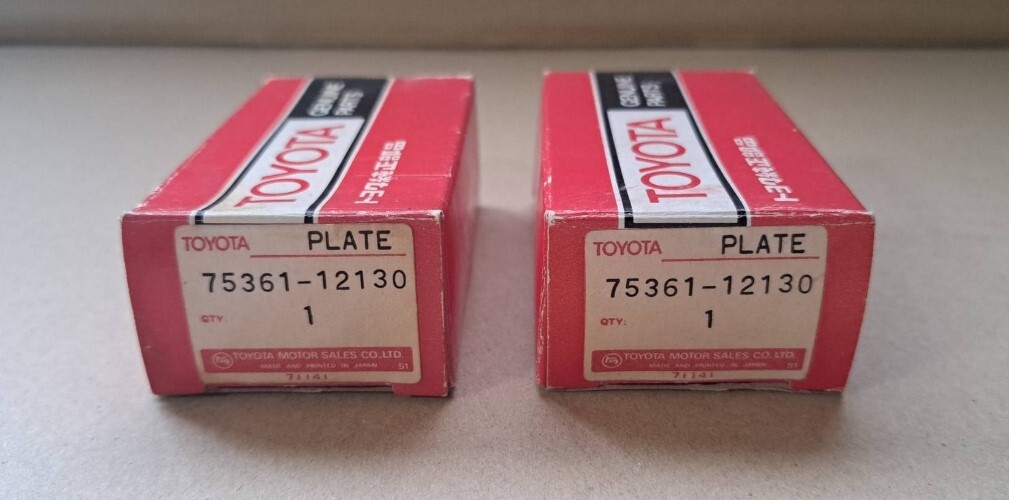 GENUINE
PARTS
TOYOTA
トヨタ純正部品
TOYOTA PLATE
75361-12130
QTY: 1
TOYOTA MOTOR SALES CO.,LTD.
MADE AND PRINTED IN JAPAN 51
71141
GENUINE
PARTS
TOYOTA
トヨタ純正部品
TOYOTA PLATE
75361-12130
QTY: 1
TOYOTA MOTOR SALES CO.,LTD.
MADE AND PRINTED IN JAPAN 51
71141